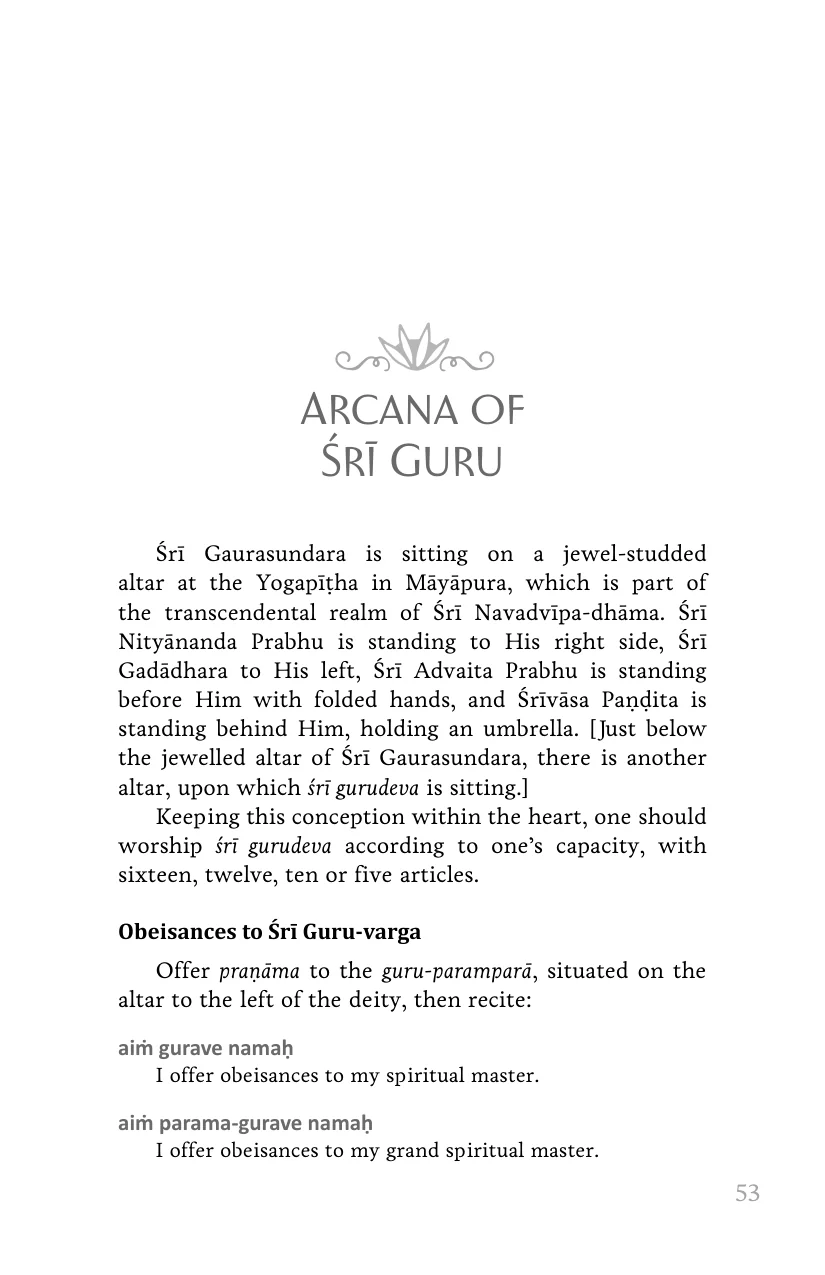 Arcana of
Śrī Guru
Śrī Gaurasundara is sitting on a jewel-studded
altar at the Yogapīṭha in Māyāpura, which is part of
the transcendental realm of Śrī Navadvīpa-dhāma. Śrī
Nityānanda Prabhu is standing to His right side, Śrī
Gadādhara to His left, Śrī Advaita Prabhu is standing
before Him with folded hands, and Śrīvāsa Paṇḍita is
standing behind Him, holding an umbrella. [Just below
the jewelled altar of Śrī Gaurasundara, there is another
altar, upon which śrī gurudeva is sitting.]
Keeping this conception within the heart, one should
worship śrī gurudeva according to one’s capacity, with
sixteen, twelve, ten or five articles.
Obeisances to Śrī Guru-varga
Offer praṇāma to the guru-paramparā, situated on the
altar to the left of the deity, then recite:
aiṁ gurave namaḥ
I offer obeisances to my spiritual master.
aiṁ parama-gurave namaḥ
I offer obeisances to my grand spiritual master.
53